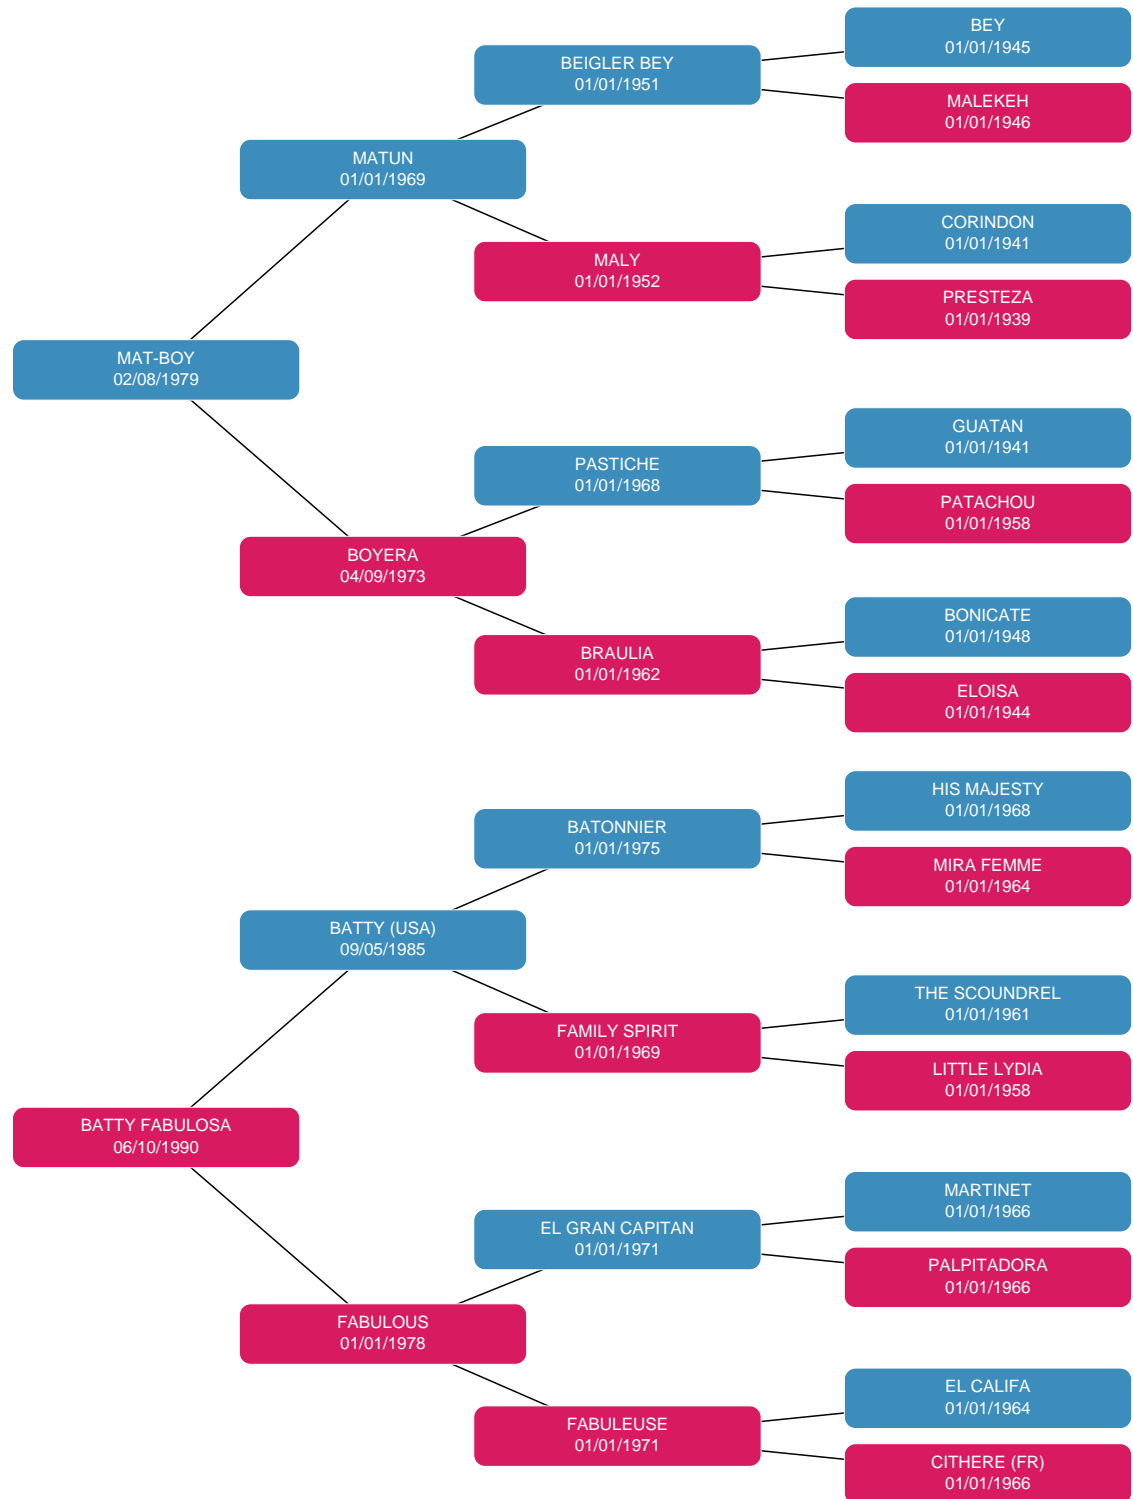 BEY
01/01/1945
BEIGLER BEY
01/01/1951
MALEKEH
01/01/1946
MATUN
01/01/1969
CORINDON
01/01/1941
MALY
01/01/1952
PRESTEZA
01/01/1939
MAT-BOY
02/08/1979
GUATAN
01/01/1941
PASTICHE
01/01/1968
PATACHOU
01/01/1958
BOYERA
04/09/1973
BONICATE
01/01/1948
BRAULIA
01/01/1962
ELOISA
01/01/1944
HIS MAJESTY
01/01/1968
BATONNIER
01/01/1975
MIRA FEMME
01/01/1964
BATTY (USA)
09/05/1985
THE SCOUNDREL
01/01/1961
FAMILY SPIRIT
01/01/1969
LITTLE LYDIA
01/01/1958
BATTY FABULOSA
06/10/1990
MARTINET
01/01/1966
EL GRAN CAPITAN
01/01/1971
PALPITADORA
01/01/1966
FABULOUS
01/01/1978
EL CALIFA
01/01/1964
FABULEUSE
01/01/1971
CITHERE (FR)
01/01/1966